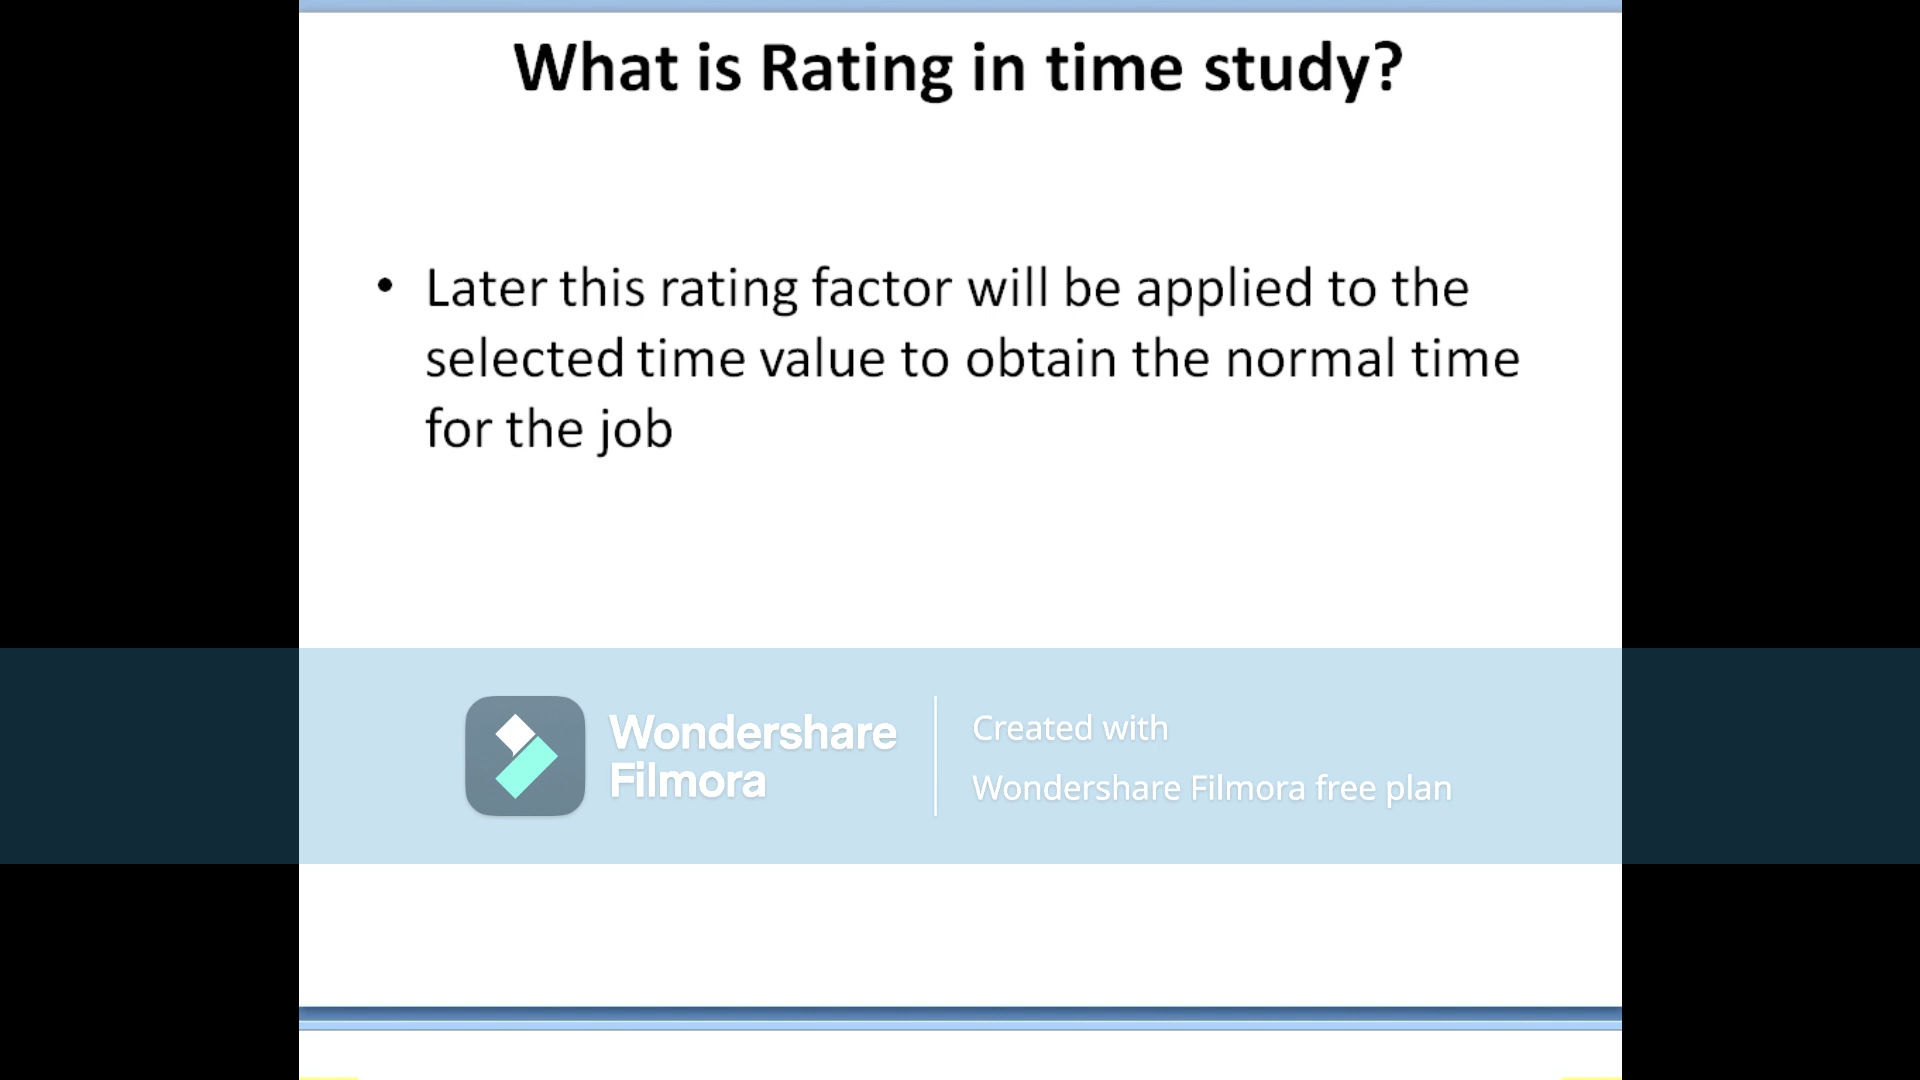 What is Rating in time study?
• Later this rating factor will be applied to the
selected time value to obtain the normal time
for the job
Wondershare
Filmora
Created with
Wondershare Filmora free plan